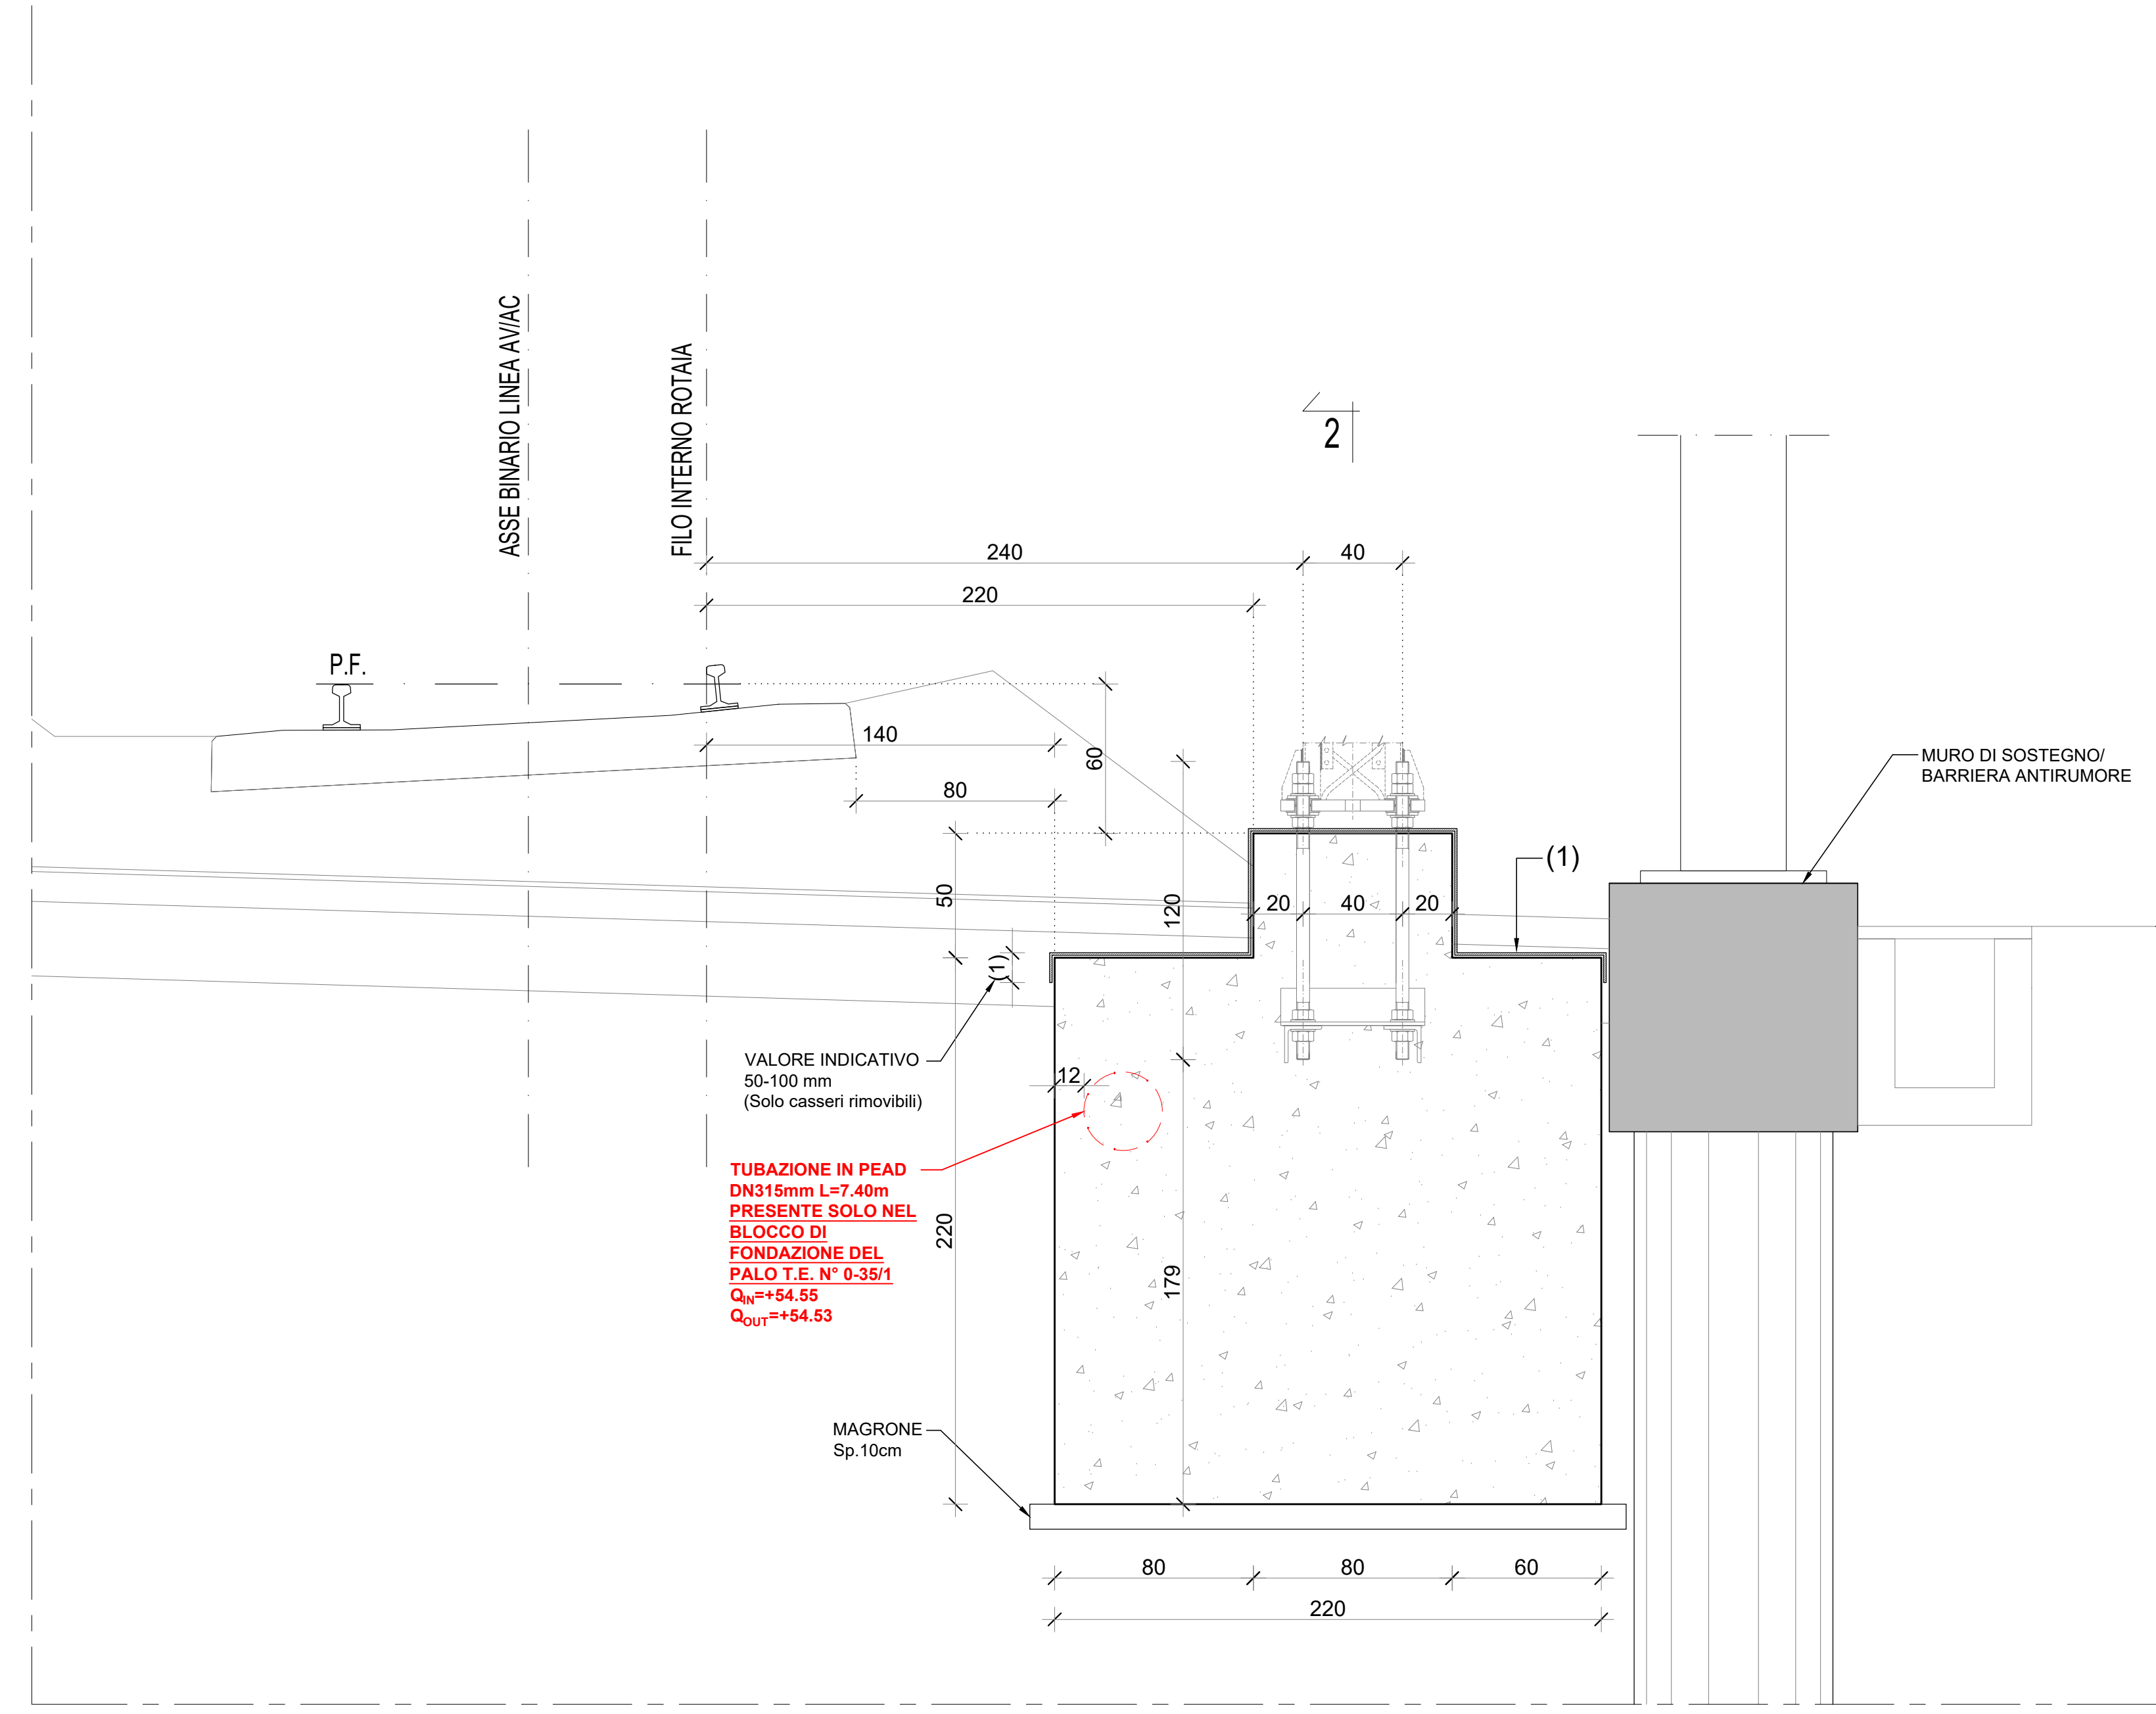 ASSE BINARIO LINEA AV/AC
FILO INTERNO ROTAIA
2
240
40
220
P.F.
140
60
80
MURO DI SOSTEGNO/
BARRIERA ANTIRUMORE
(1)
50
120
20
40
20
(1)
VALORE INDICATIVO
50-100 mm
(Solo casseri rimovibili)
12
TUBAZIONE IN PEAD
DN315mm L=7.40m
PRESENTE SOLO NEL
BLOCCO DI
FONDAZIONE DEL
PALO T.E. N° 0-35/1
QIN=+54.55
QOUT=+54.53
220
179
MAGRONE
Sp.10cm
80
80
60
220